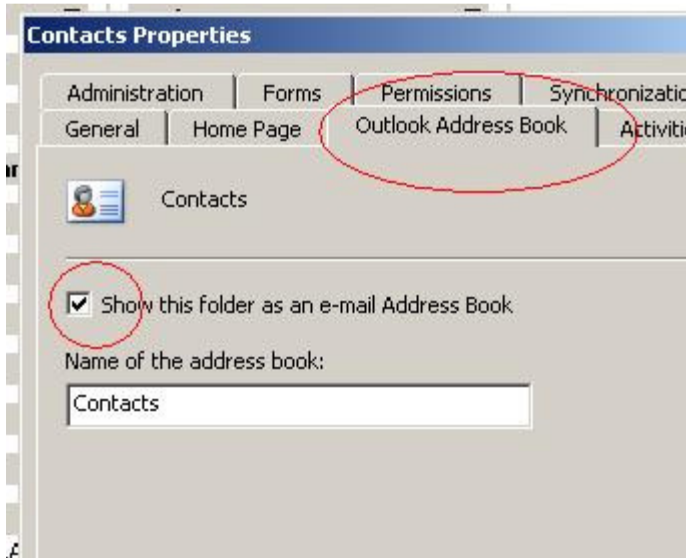 Contacts Properties
Administration Forms Permissions Synchronizatio
General Home Page Outlook Address Book Activiti
Contacts
Show this folder as an e-mail Address Book
Name of the address book:
Contacts